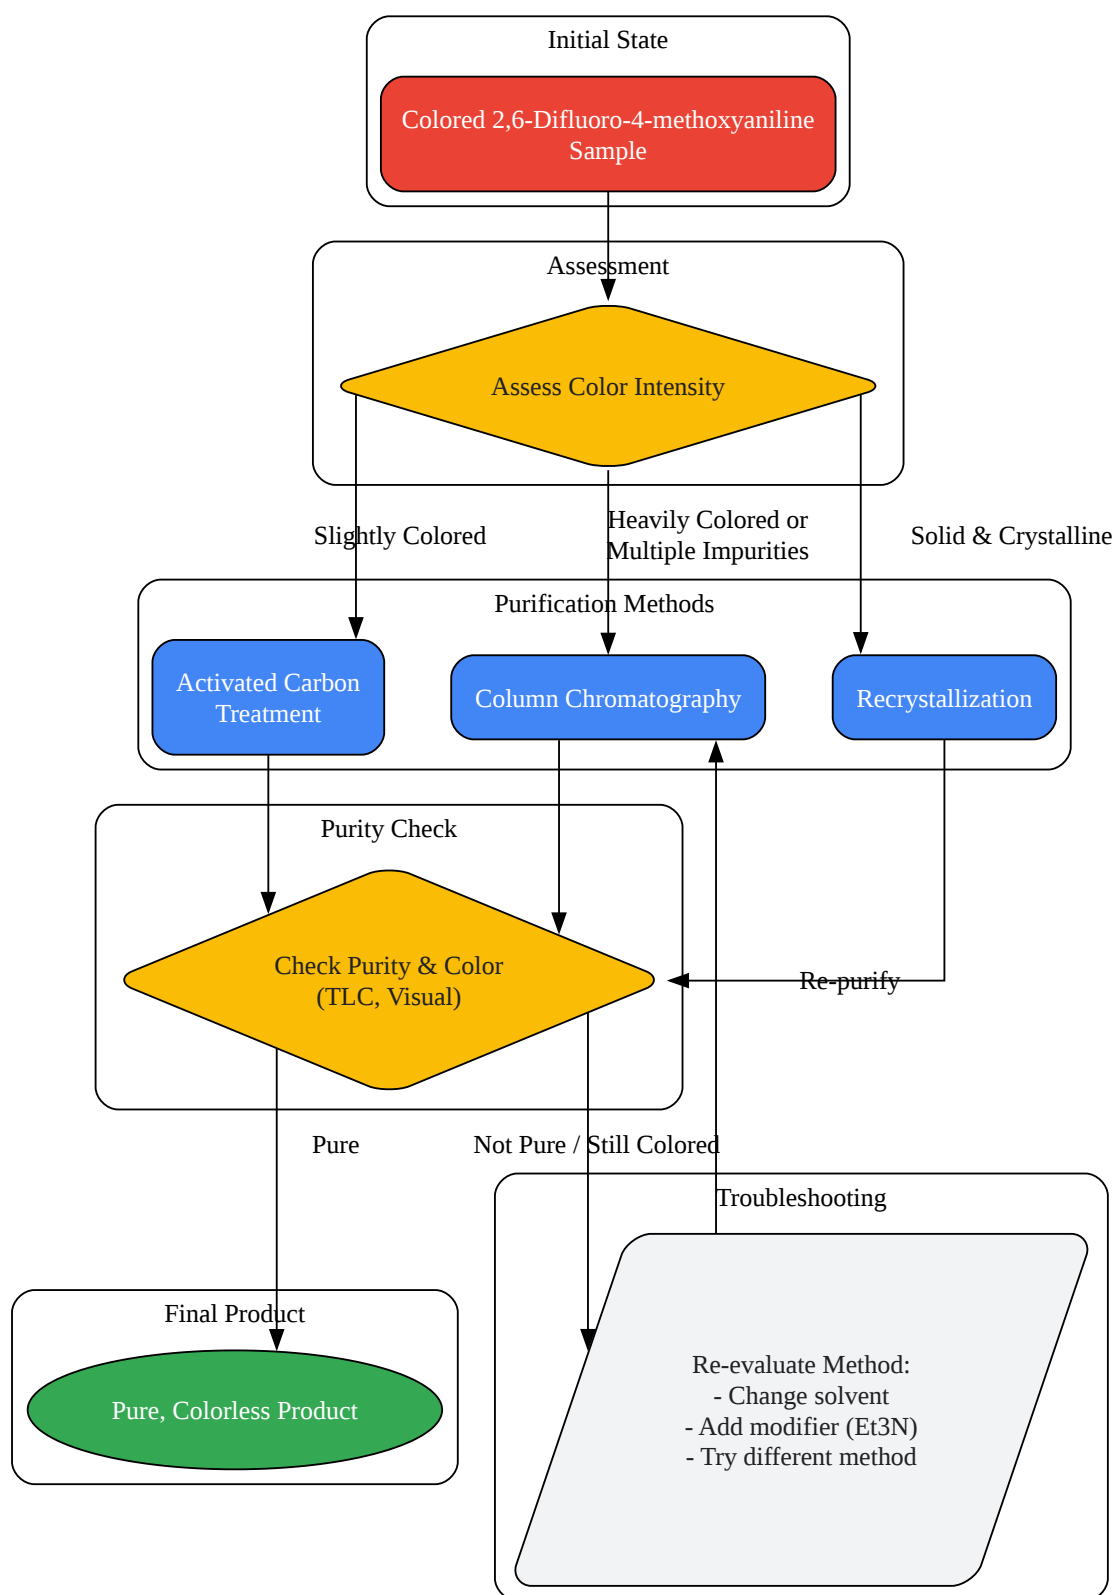 Initial State
Colored 2,6-Difluoro-4-methoxyaniline
Sample
Assessment
Assess Color Intensity
Slightly Colored
Heavily Colored or
Multiple Impurities
Solid & Crystalline
Purification Methods
Activated Carbon
Treatment
Column Chromatography
Recrystallization
Purity Check
Check Purity & Color
(TLC, Visual)
Re-purify
Pure
Not Pure / Still Colored
Troubleshooting
Final Product
Pure, Colorless Product
Re-evaluate Method:
- Change solvent
- Add modifier (Et3N)
- Try different method